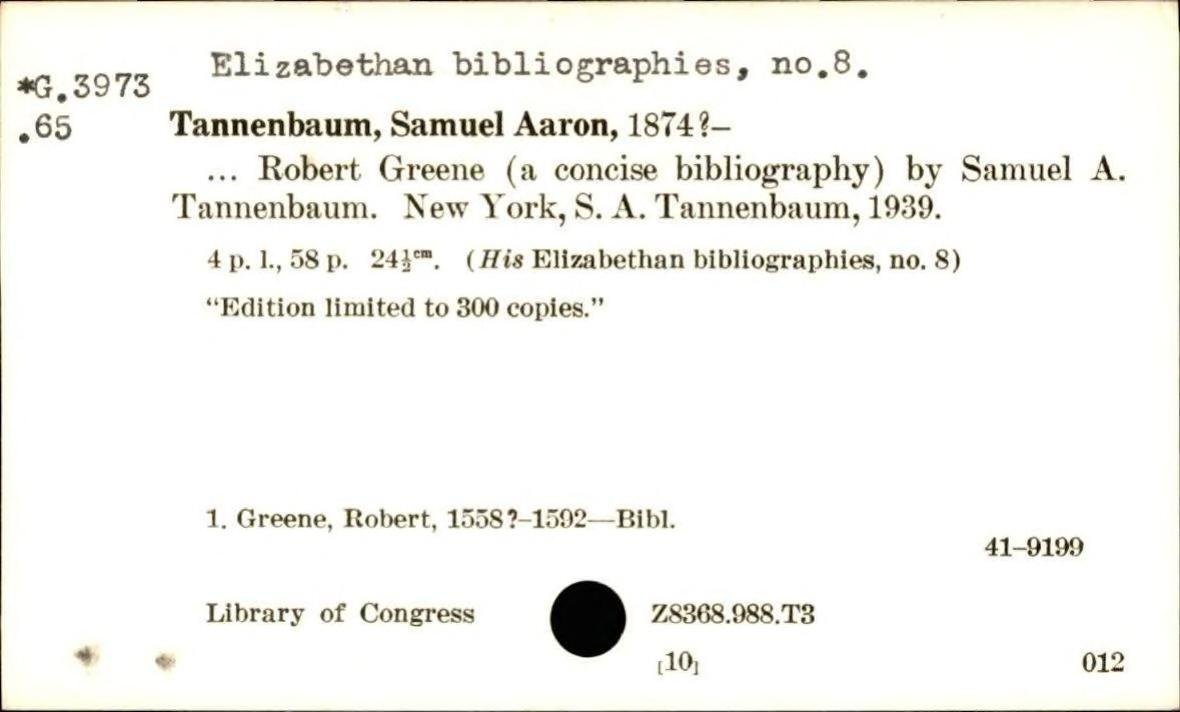 Elizabethan bibliographies, no.8.
*G.3973
.65
Tannenbaum, Samuel Aaron, 1874?–
... Robert Greene (a concise bibliography) by Samuel A.
Tannenbaum. New York, S. A. Tannenbaum, 1939.
4 p. l., 58 p. 24½ᶜᵐ. (His Elizabethan bibliographies, no. 8)
“Edition limited to 300 copies.”
1. Greene, Robert, 1558?–1592—Bibl.
41–9199
Library of Congress Z8368.988.T3
[10] 012